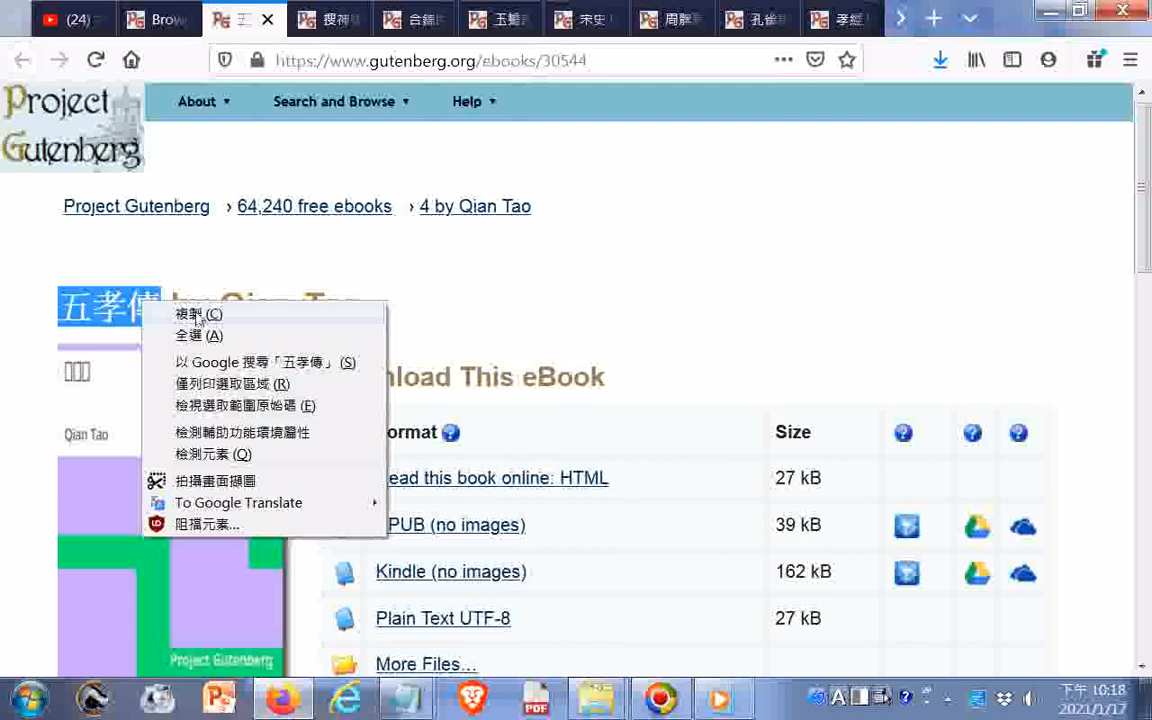 (24)
Brow
搜神
合錦
宋史
周髀
孔雀
孝經
https://www.gutenberg.org/ebooks/30544
Project
Gutenberg
About
Search and Browse
Help
Project Gutenberg › 64,240 free ebooks › 4 by Qian Tao
五孝傳 by Qian Tao
複製 (C)
全選 (A)
以 Google 搜尋「五孝傳」 (S)
僅列印選取區域 (R)
檢視選取範圍原始碼 (E)
檢測輔助功能環境屬性
檢測元素 (Q)
拍攝畫面擷圖
To Google Translate
阻擋元素...
Qian Tao
Project Gutenberg
nload This eBook
ormat
Size
ead this book online: HTML
27 kB
PUB (no images)
39 kB
Kindle (no images)
162 kB
Plain Text UTF-8
27 kB
More Files…
PDF
A
下午 10:18
2021/1/17